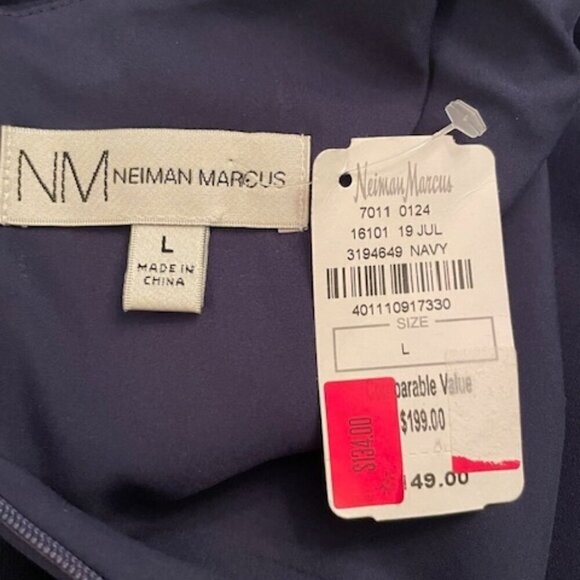 NM NEIMAN MARCUS
L
MADE IN
CHINA
Neiman Marcus
7011 0124
16101 19 JUL
3194649 NAVY
401110917330
SIZE
L
parable Value
$199.00
$134.00
49.00